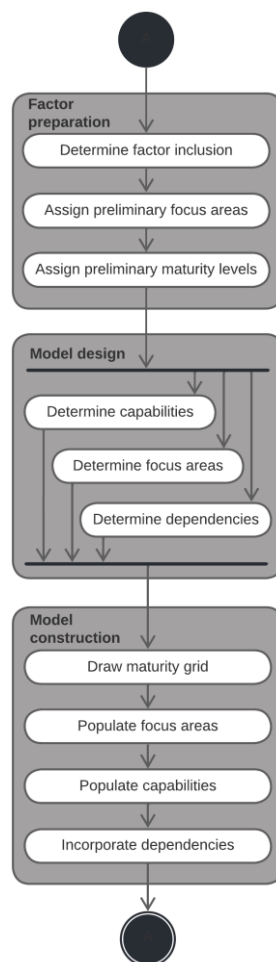 Factor
preparation
Determine factor inclusion
Assign preliminary focus areas
Assign preliminary maturity levels
Model design
Determine capabilities
Determine focus areas
Determine dependencies
Model
construction
Draw maturity grid
Populate focus areas
Populate capabilities
Incorporate dependencies